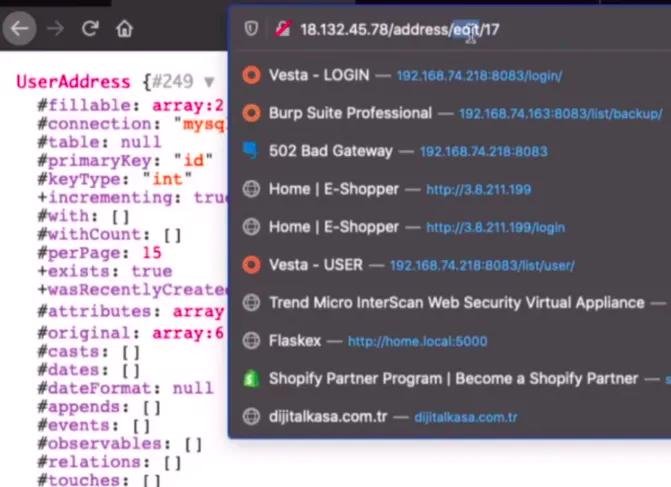 18.132.45.78/address/edit/17
UserAddress {#249 ▼
#fillable: array:2
#connection: "mysq
#table: null
#primaryKey: "id"
#keyType: "int"
+incrementing: true
#with: []
#withCount: []
#perPage: 15
+exists: true
+wasRecentlyCreate
#attributes: array
#original: array:6
#casts: []
#dates: []
#dateFormat: null
#appends: []
#events: []
#observables: []
#relations: []
#touches: []
Vesta - LOGIN — 192.168.74.218:8083/login/
Burp Suite Professional — 192.168.74.163:8083/list/backup/
502 Bad Gateway — 192.168.74.218:8083
Home | E-Shopper — http://3.8.211.199
Home | E-Shopper — http://3.8.211.199/login
Vesta - USER — 192.168.74.218:8083/list/user/
Trend Micro InterScan Web Security Virtual Appliance —
Flaskex — http://home.local:5000
Shopify Partner Program | Become a Shopify Partner — s
dijitalkasa.com.tr — dijitalkasa.com.tr